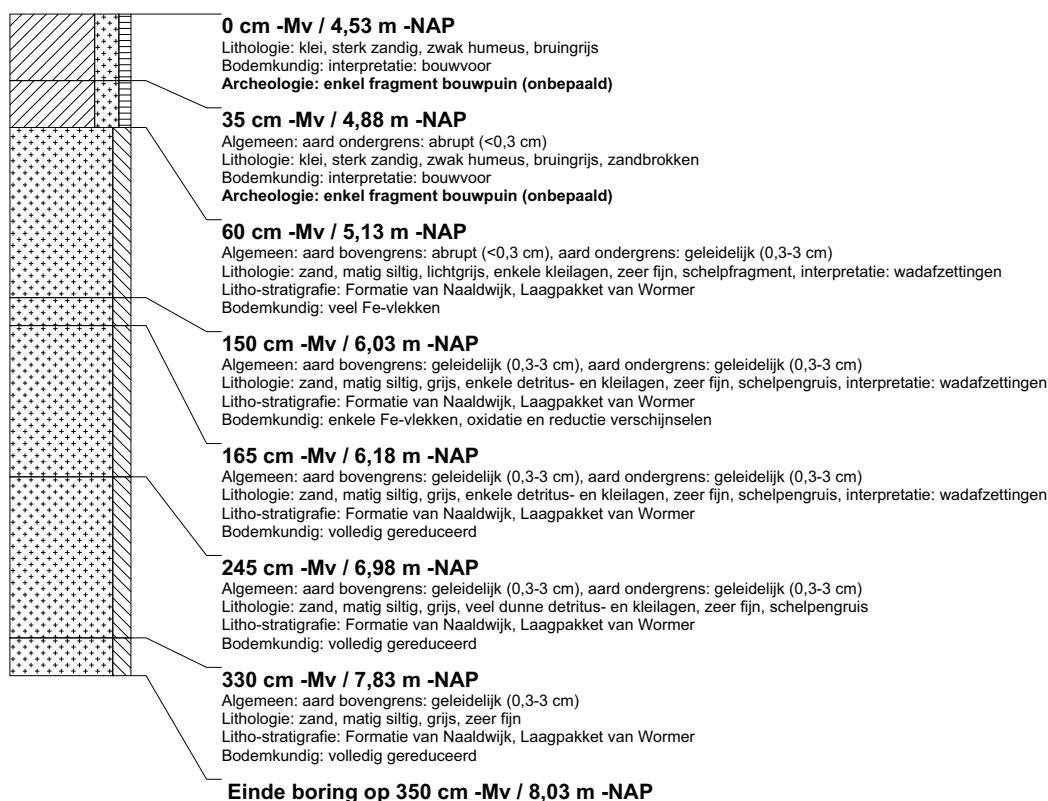 0 cm -Mv / 4,53 m -NAP
Lithologie: klei, sterk zandig, zwak humeus, bruingrijs
Bodemkundig: interpretatie: bouwvoor
Archeologie: enkel fragment bouwpuin (onbepaald)
35 cm -Mv / 4,88 m -NAP
Algemeen: aard ondergrens: abrupt (<0,3 cm)
Lithologie: klei, sterk zandig, zwak humeus, bruingrijs, zandbrokken
Bodemkundig: interpretatie: bouwvoor
Archeologie: enkel fragment bouwpuin (onbepaald)
60 cm -Mv / 5,13 m -NAP
Algemeen: aard bovengrens: abrupt (<0,3 cm), aard ondergrens: geleidelijk (0,3-3 cm)
Lithologie: zand, matig siltig, lichtgrijs, enkele kleilagen, zeer fijn, schelpfragment, interpretatie: wadafzettingen
Litho-stratigrafie: Formatie van Naaldwijk, Laagpakket van Wormer
Bodemkundig: veel Fe-vlekken
150 cm -Mv / 6,03 m -NAP
Algemeen: aard bovengrens: geleidelijk (0,3-3 cm), aard ondergrens: geleidelijk (0,3-3 cm)
Lithologie: zand, matig siltig, grijs, enkele detritus- en kleilagen, zeer fijn, schelpengruis, interpretatie: wadafzettingen
Litho-stratigrafie: Formatie van Naaldwijk, Laagpakket van Wormer
Bodemkundig: enkele Fe-vlekken, oxidatie en reductie verschijnselen
165 cm -Mv / 6,18 m -NAP
Algemeen: aard bovengrens: geleidelijk (0,3-3 cm), aard ondergrens: geleidelijk (0,3-3 cm)
Lithologie: zand, matig siltig, grijs, enkele detritus- en kleilagen, zeer fijn, schelpengruis, interpretatie: wadafzettingen
Litho-stratigrafie: Formatie van Naaldwijk, Laagpakket van Wormer
Bodemkundig: volledig gereduceerd
245 cm -Mv / 6,98 m -NAP
Algemeen: aard bovengrens: geleidelijk (0,3-3 cm), aard ondergrens: geleidelijk (0,3-3 cm)
Lithologie: zand, matig siltig, grijs, veel dunne detritus- en kleilagen, zeer fijn, schelpengruis
Litho-stratigrafie: Formatie van Naaldwijk, Laagpakket van Wormer
Bodemkundig: volledig gereduceerd
330 cm -Mv / 7,83 m -NAP
Algemeen: aard bovengrens: geleidelijk (0,3-3 cm)
Lithologie: zand, matig siltig, grijs, zeer fijn
Litho-stratigrafie: Formatie van Naaldwijk, Laagpakket van Wormer
Bodemkundig: volledig gereduceerd
Einde boring op 350 cm -Mv / 8,03 m -NAP